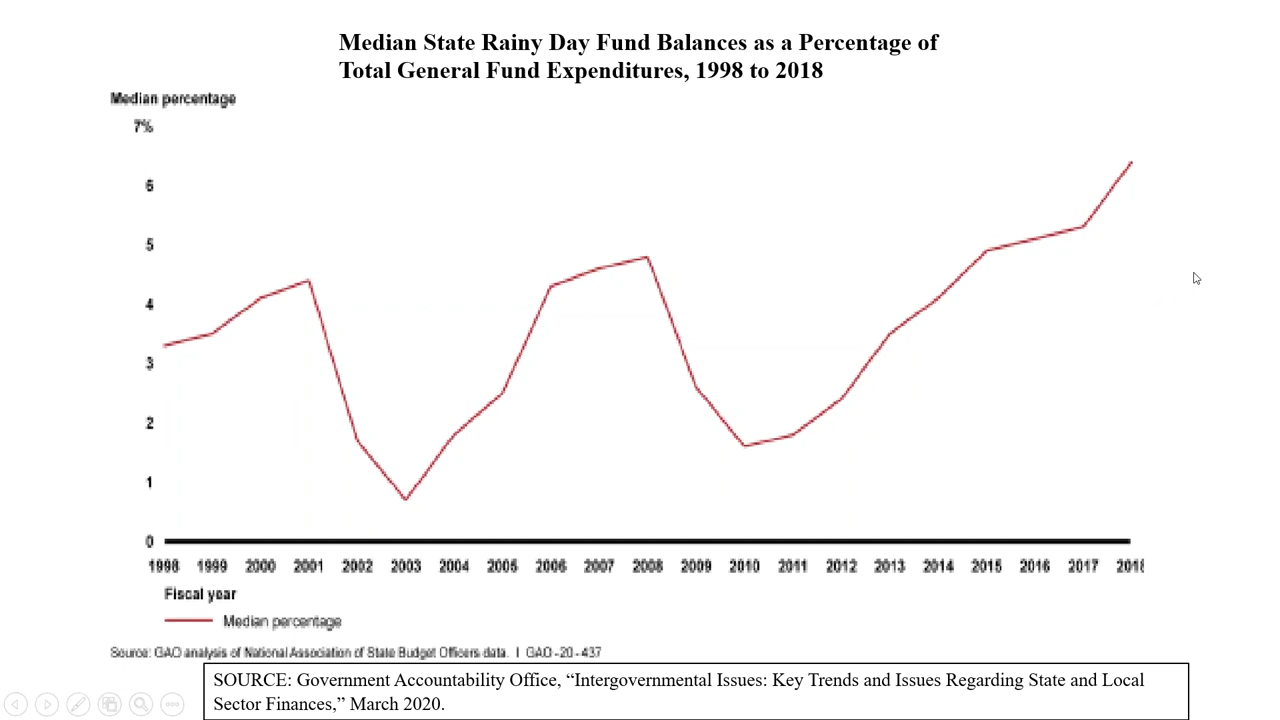 Median State Rainy Day Fund Balances as a Percentage of
Total General Fund Expenditures, 1998 to 2018
Median percentage
7%
6
5
4
3
2
1
0
1998 1999 2000 2001 2002 2003 2004 2005 2006 2007 2008 2009 2010 2011 2012 2013 2014 2015 2016 2017 2018
Fiscal year
Median percentage
Source: GAO analysis of National Association of State Budget Officers data. | GAO-20-437
SOURCE: Government Accountability Office, “Intergovernmental Issues: Key Trends and Issues Regarding State and Local
Sector Finances,” March 2020.